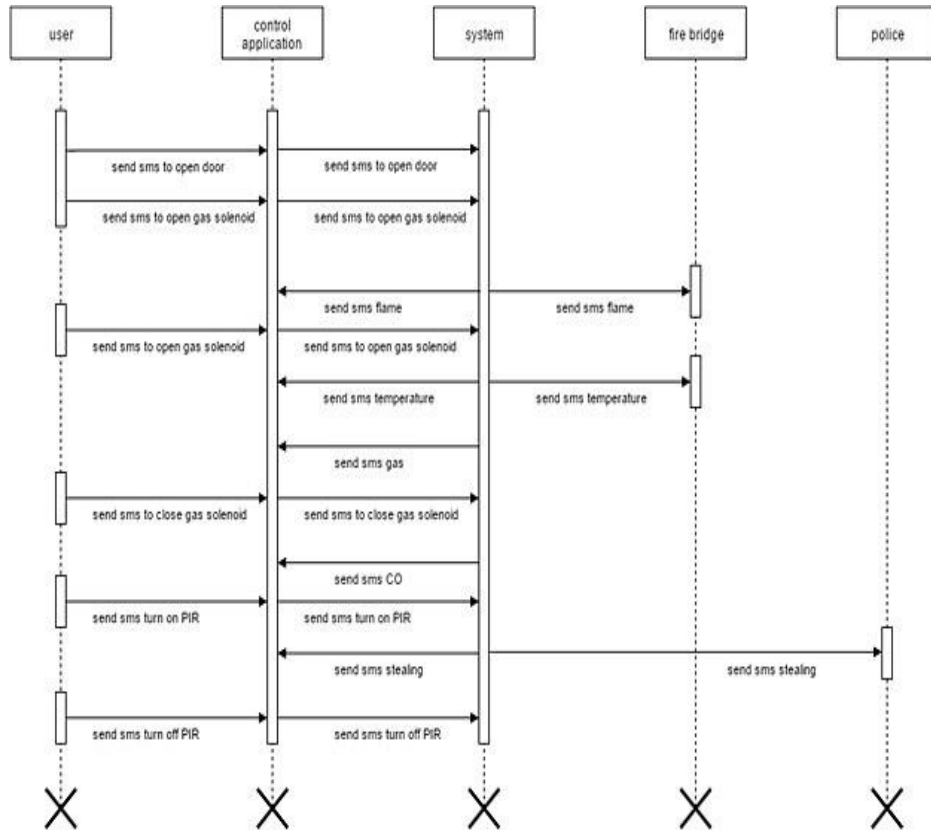 user
control
application
system
fire bridge
police
send sms to open door
send sms to open door
send sms to open gas solenoid
send sms to open gas solenoid
send sms flame
send sms flame
send sms to open gas solenoid
send sms to open gas solenoid
send sms temperature
send sms temperature
send sms gas
send sms to close gas solenoid
send sms to close gas solenoid
send sms CO
send sms turn on PIR
send sms turn on PIR
send sms stealing
send sms stealing
send sms turn off PIR
send sms turn off PIR